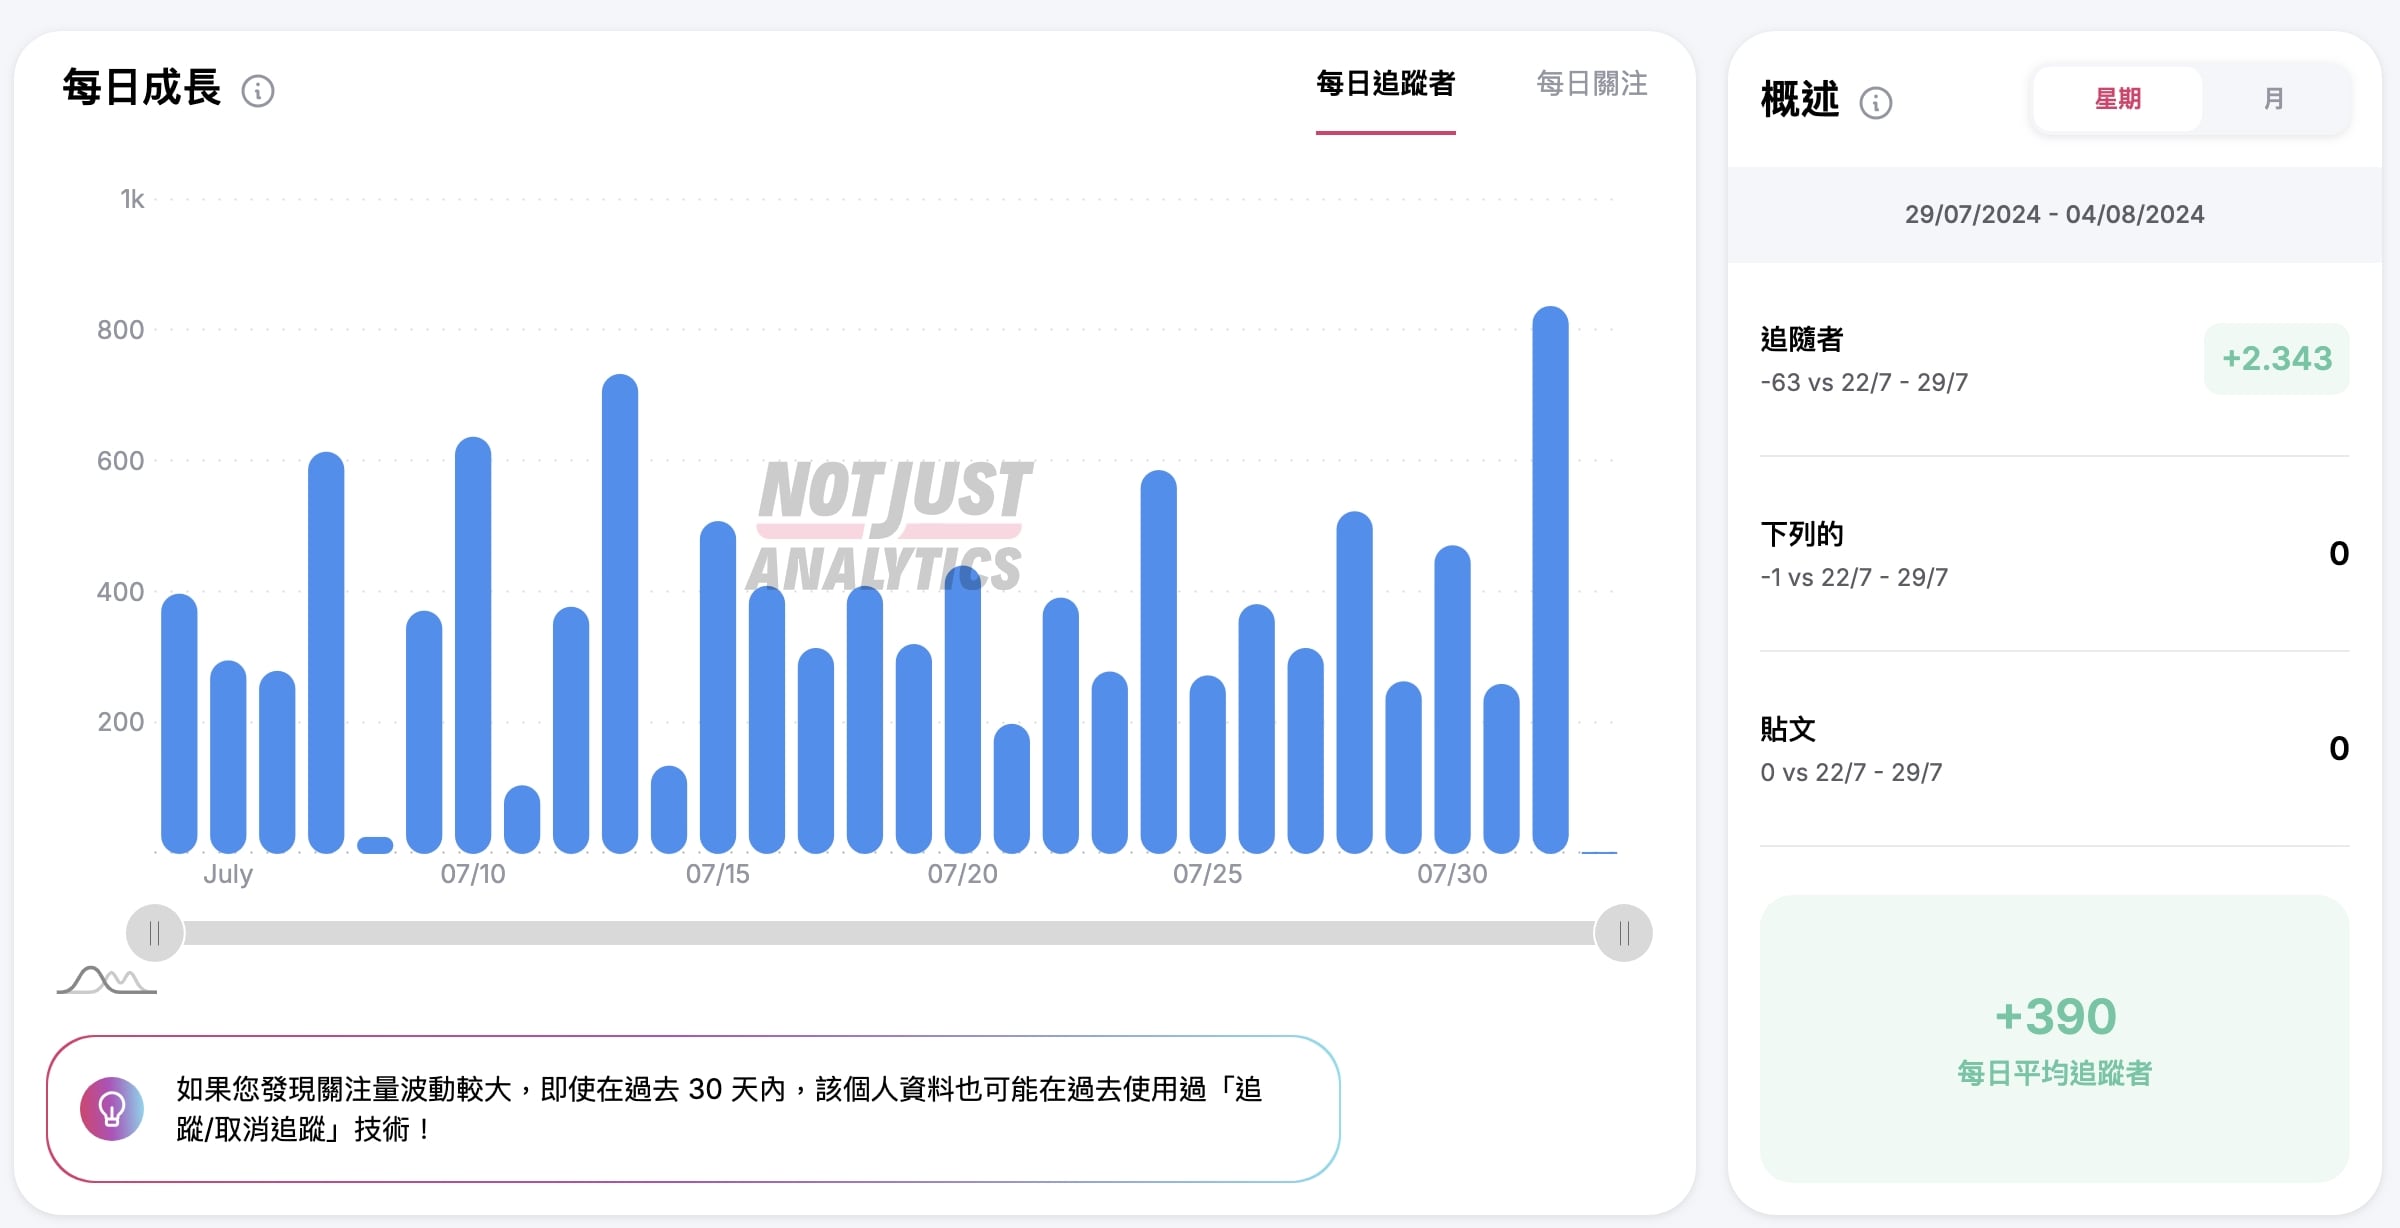 每日成長
每日追蹤者 每日關注
1k
800
600
400
200
July 07/10 07/15 07/20 07/25 07/30
NOTJUST
ANALYTICS
如果您發現關注量波動較大，即使在過去 30 天內，該個人資料也可能在過去使用過「追
蹤/取消追蹤」技術！
概述
星期 月
29/07/2024 - 04/08/2024
追隨者
-63 vs 22/7 - 29/7
+2.343
下列的
-1 vs 22/7 - 29/7
0
貼文
0 vs 22/7 - 29/7
0
+390
每日平均追蹤者